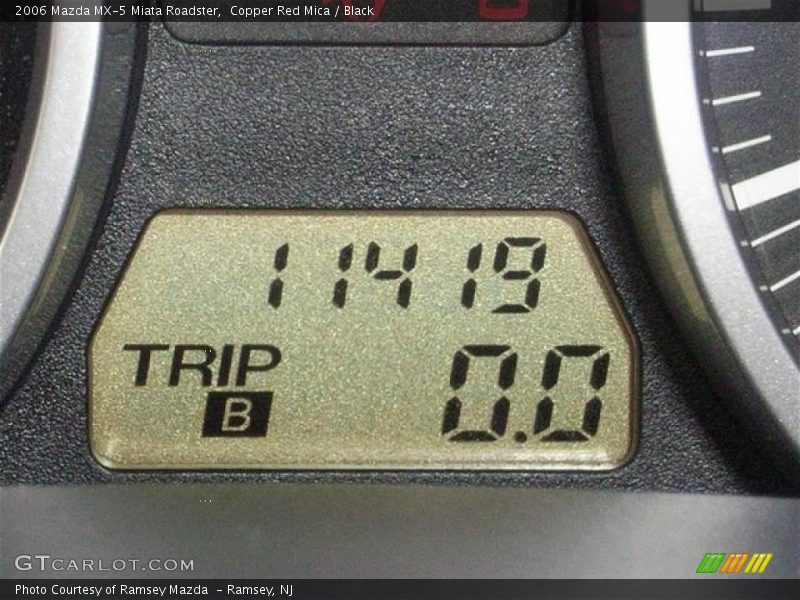 2006 Mazda MX-5 Miata Roadster,  Copper Red Mica / Black
11419
TRIP
B
0.0
GTCARLOT.COM
Photo Courtesy of Ramsey Mazda  - Ramsey, NJ